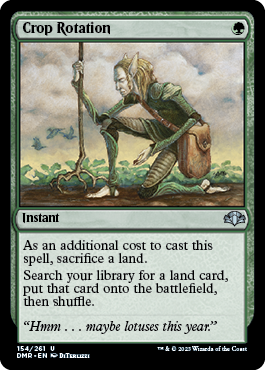 Crop Rotation
Instant
As an additional cost to cast this
spell, sacrifice a land.
Search your library for a land card,
put that card onto the battlefield,
then shuffle.
“Hmm . . . maybe lotuses this year.”
154/261 U
DMR • EN DiTerlizzi
™ & © 2023 Wizards of the Coast